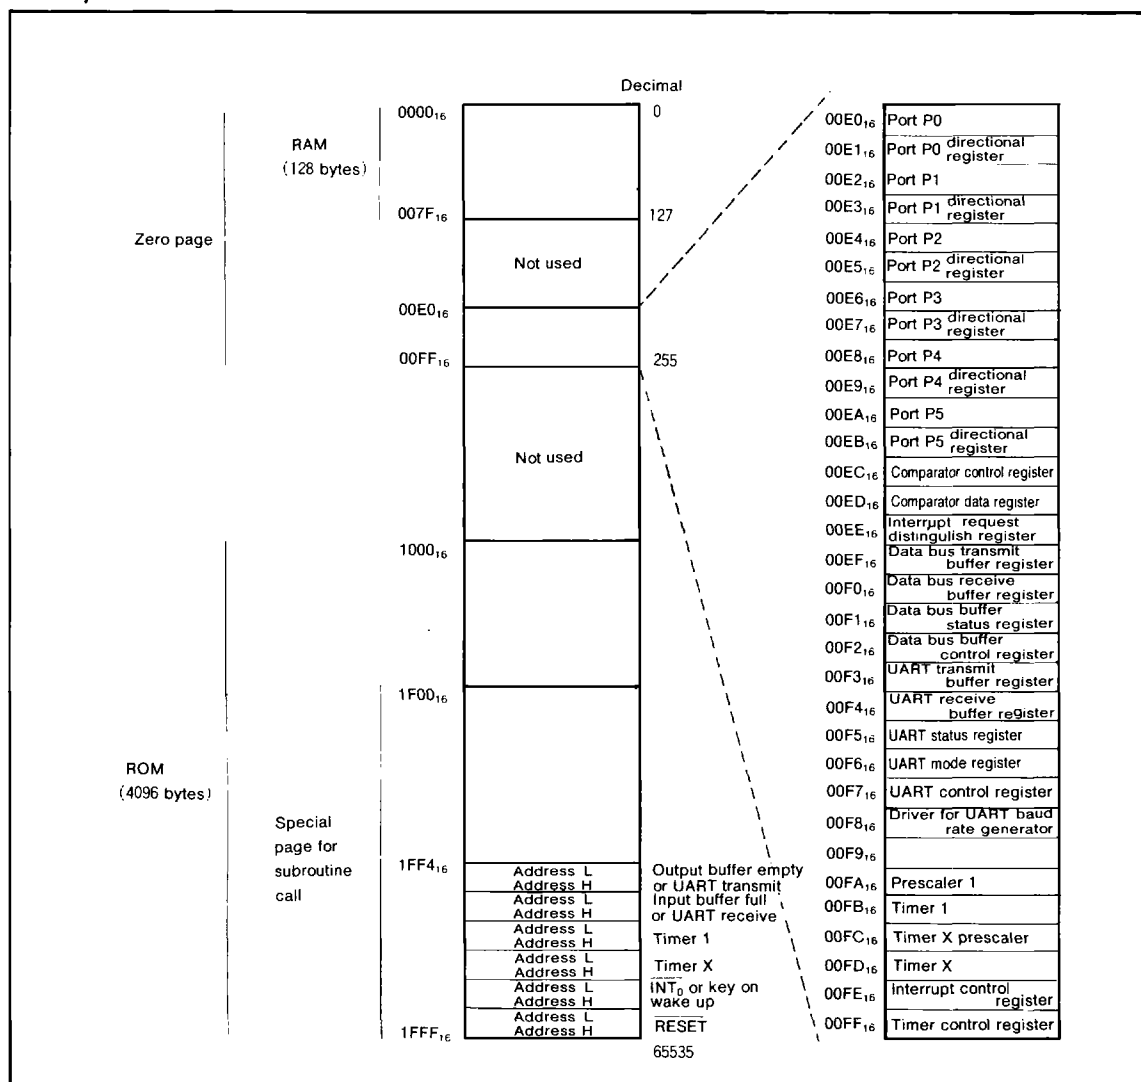 Decimal
0000₁₆
0
RAM
(128 bytes)
007F₁₆
127
Zero page
Not used
00E0₁₆
00FF₁₆
255
Not used
1000₁₆
1F00₁₆
ROM
(4096 bytes)
Special
page for
subroutine
call
1FF4₁₆
Address L
Address H
Output buffer empty
or UART transmit
Address L
Address H
Input buffer full
or UART receive
Address L
Address H
Timer 1
Address L
Address H
Timer X
Address L
Address H
INT₀ or key on
wake up
Address L
Address H
RESET
1FFF₁₆
65535
00E0₁₆ Port P0
00E1₁₆ Port P0 directional
register
00E2₁₆ Port P1
00E3₁₆ Port P1 directional
register
00E4₁₆ Port P2
00E5₁₆ Port P2 directional
register
00E6₁₆ Port P3
00E7₁₆ Port P3 directional
register
00E8₁₆ Port P4
00E9₁₆ Port P4 directional
register
00EA₁₆ Port P5
00EB₁₆ Port P5 directional
register
00EC₁₆ Comparator control register
00ED₁₆ Comparator data register
00EE₁₆ Interrupt request
distinguish register
00EF₁₆ Data bus transmit
buffer register
00F0₁₆ Data bus receive
buffer register
00F1₁₆ Data bus buffer
status register
00F2₁₆ Data bus buffer
control register
00F3₁₆ UART transmit
buffer register
00F4₁₆ UART receive
buffer register
00F5₁₆ UART status register
00F6₁₆ UART mode register
00F7₁₆ UART control register
00F8₁₆ Driver for UART baud
rate generator
00F9₁₆
00FA₁₆ Prescaler 1
00FB₁₆ Timer 1
00FC₁₆ Timer X prescaler
00FD₁₆ Timer X
00FE₁₆ Interrupt control
register
00FF₁₆ Timer control register